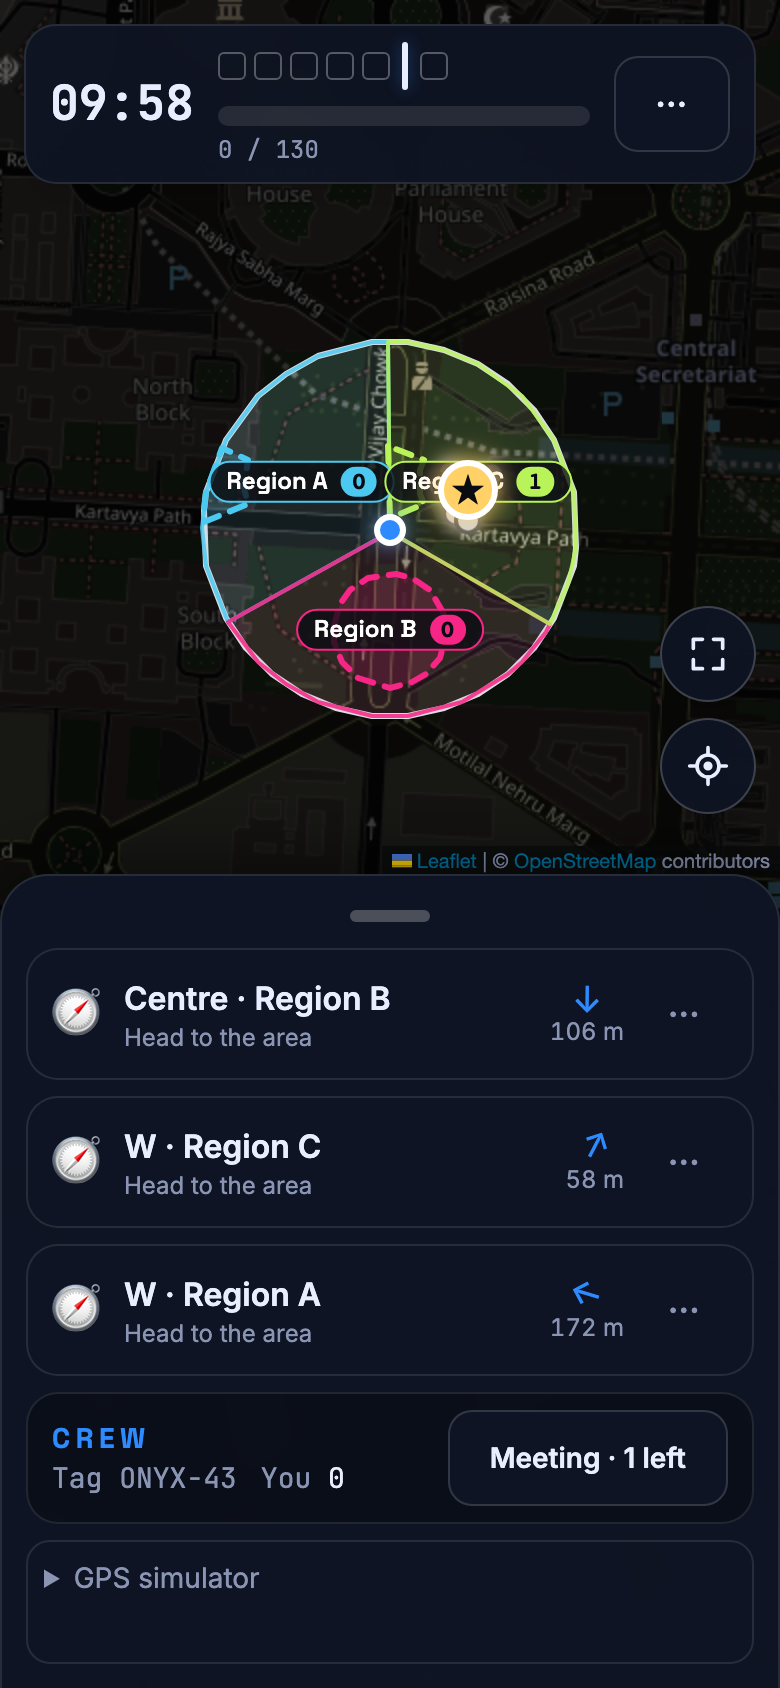 09:58
...
0 / 130
House
Parliament
House
Rajya Sabha Marg
Raisina Road
P
Central
Secretariat
North
Block
P
Vijay Chowk
Region A 0
C 1
Kartavya Path
Kartavya Path
South
Block
Region B 0
Motilal Nehru Marg
Leaflet | © OpenStreetMap contributors
Centre · Region B
Head to the area
106 m
...
W · Region C
Head to the area
58 m
...
W · Region A
Head to the area
172 m
...
CREW
Tag ONYX-43 You 0
Meeting · 1 left
GPS simulator